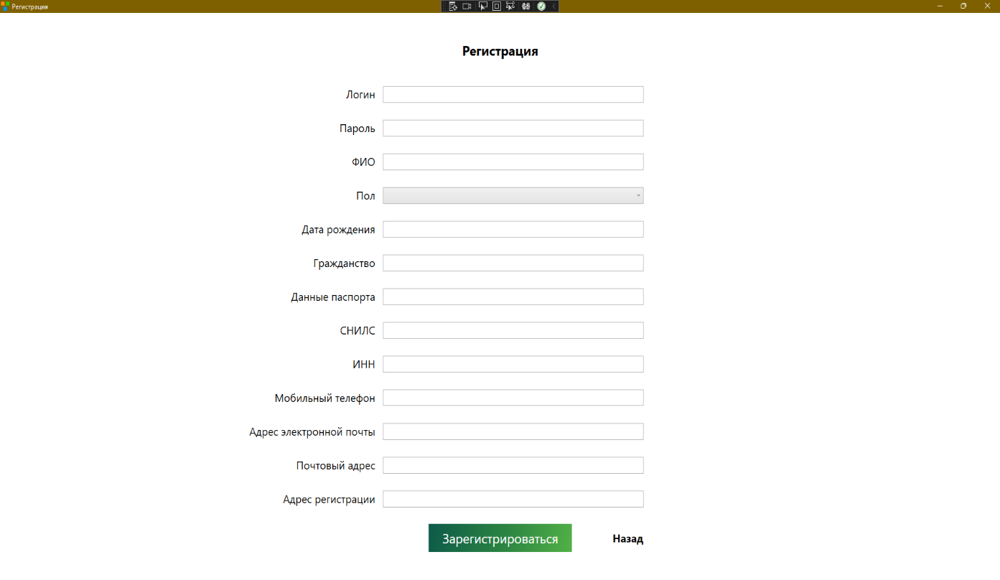 Регистрация
Регистрация
Логин
Пароль
ФИО
Пол
Дата рождения
Гражданство
Данные паспорта
СНИЛС
ИНН
Мобильный телефон
Адрес электронной почты
Почтовый адрес
Адрес регистрации
Зарегистрироваться
Назад